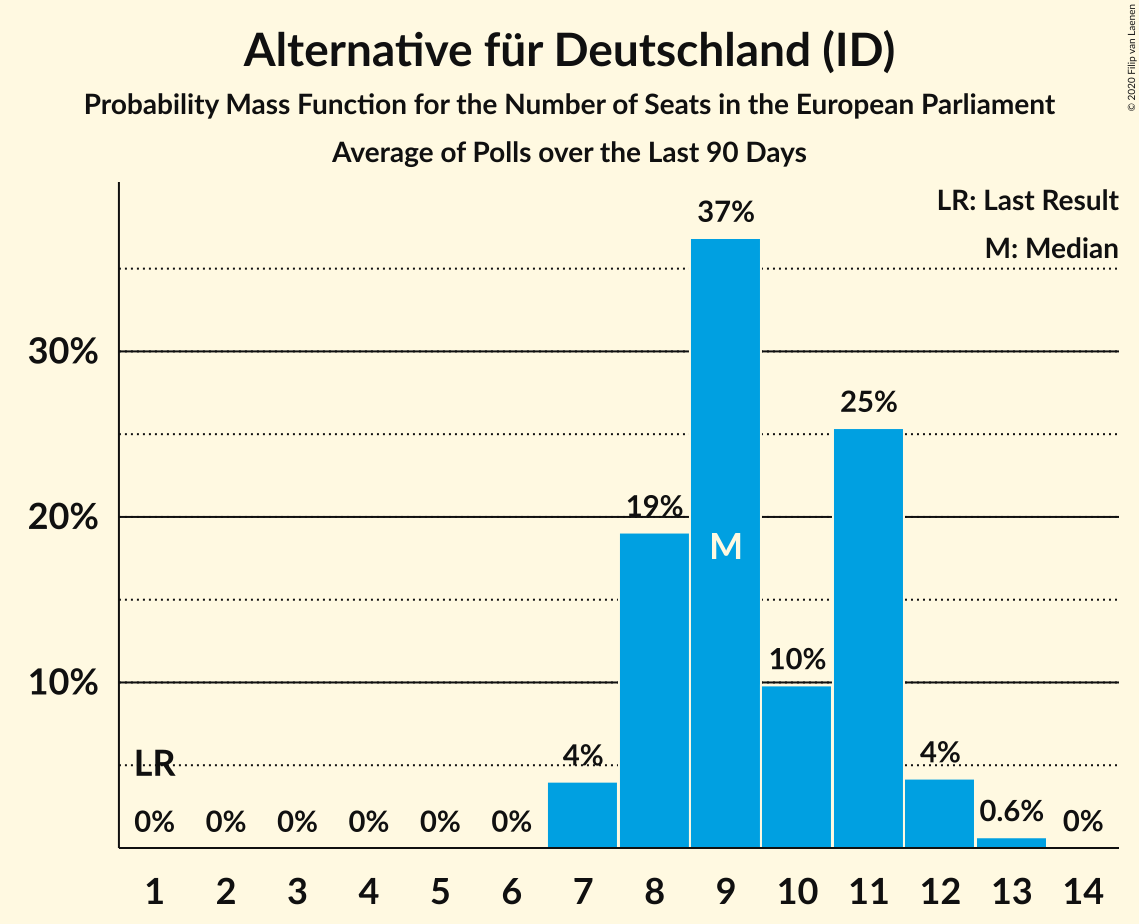 Alternative für Deutschland (ID)
Probability Mass Function for the Number of Seats in the European Parliament
Average of Polls over the Last 90 Days
© 2020 Filip van Laenen
LR: Last Result
M: Median
37%
30%
25%
20%
19%
M
10%
10%
LR
4%
4%
0%
0%
0%
0%
0%
0%
0.6%
0%
1 2 3 4 5 6 7 8 9 10 11 12 13 14